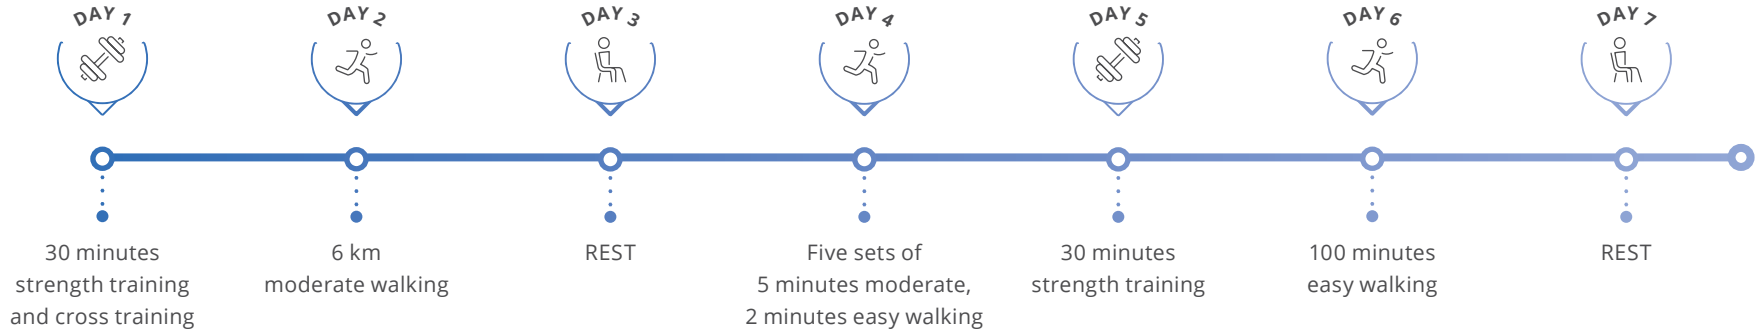 DAY 1
DAY 2
DAY 3
DAY 4
DAY 5
DAY 6
DAY 7
30 minutes
strength training
and cross training
6 km
moderate walking
REST
Five sets of
5 minutes moderate,
2 minutes easy walking
30 minutes
strength training
100 minutes
easy walking
REST